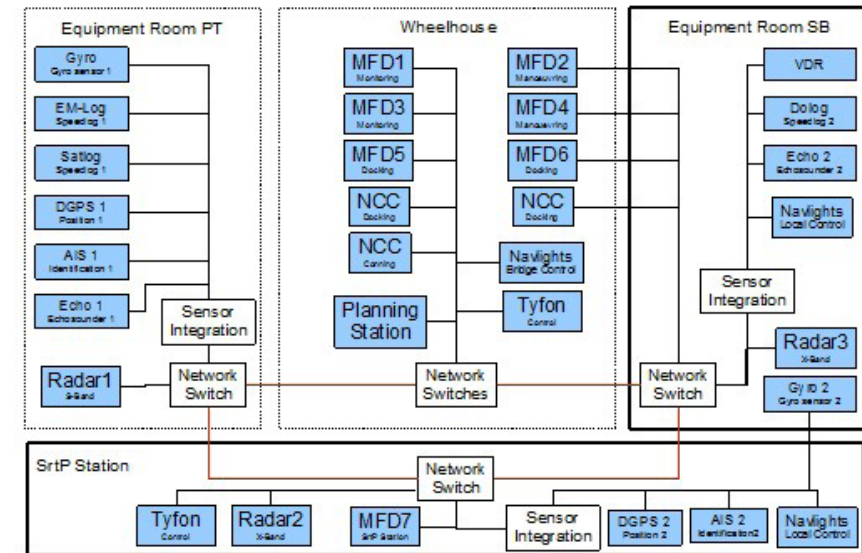 Equipment Room PT
Gyro
Gyro sensor 1
EM-Log
Speedlog 1
Satlog
Speedlog 1
DGPS 1
Position 1
AIS 1
Identification 1
Echo 1
Echosounder 1
Sensor
Integration
Radar1
S-Band
Network
Switch
Wheelhouse
MFD1
Monitoring
MFD2
Manoeuvring
MFD3
Monitoring
MFD4
Manoeuvring
MFD5
Docking
MFD6
Docking
NCC
Docking
NCC
Docking
NCC
Conning
Navlights
Bridge Control
Planning
Station
Tyfon
Control
Network
Switches
Equipment Room SB
VDR
Dolog
Speedlog 2
Echo 2
Echosounder 2
Navlights
Local Control
Sensor
Integration
Radar3
X-Band
Network
Switch
Gyro 2
Gyro sensor 2
SrtP Station
Network
Switch
Tyfon
Control
Radar2
X-Band
MFD7
SrtP Station
Sensor
Integration
DGPS 2
Position 2
AIS 2
Identification2
Navlights
Local Control